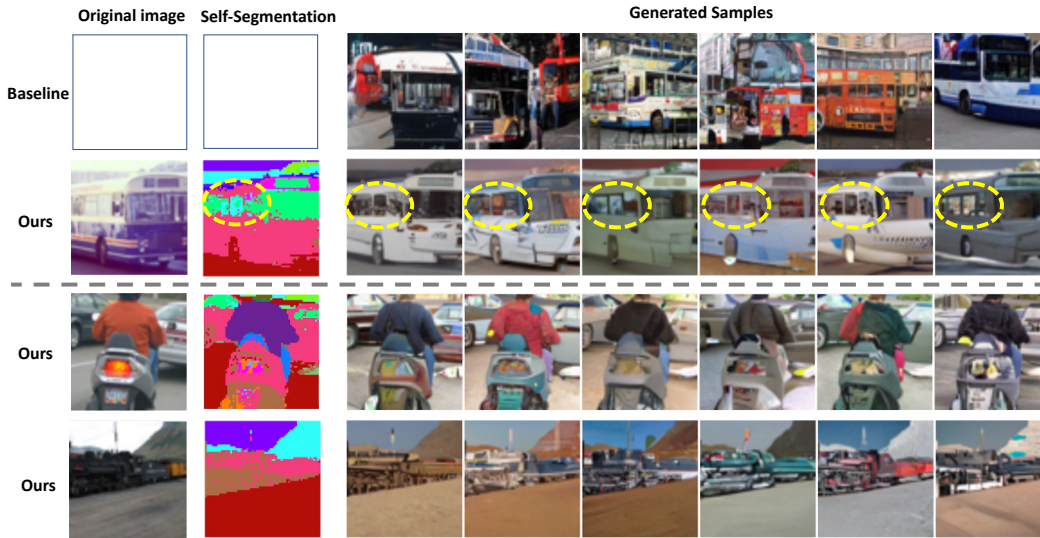 Original image
Self-Segmentation
Generated Samples
Baseline
Ours
Ours
Ours